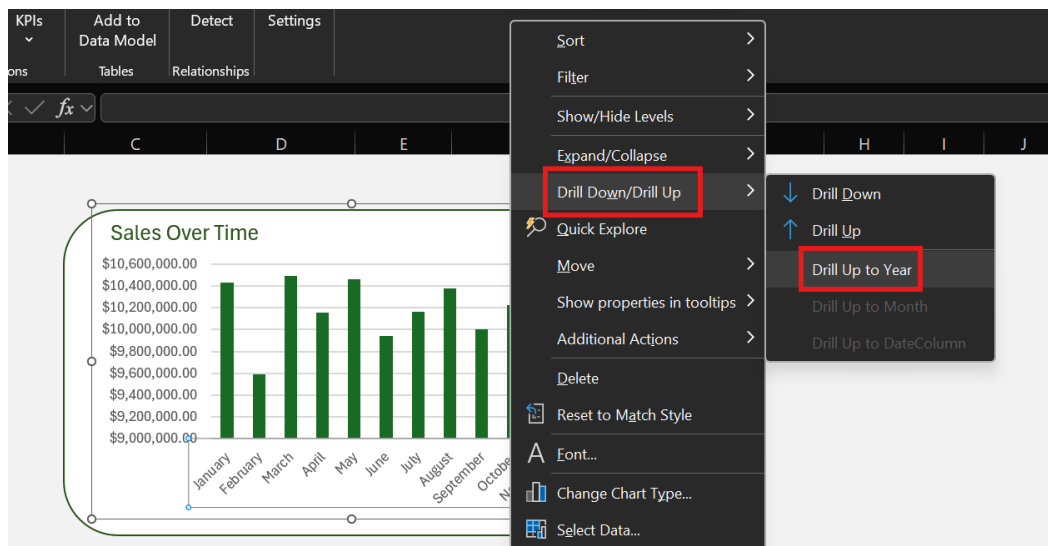 KPIs
Add to
Data Model
Detect
Settings
ons
Tables
Relationships
fx
C D E H I J
Sales Over Time
$10,600,000.00
$10,400,000.00
$10,200,000.00
$10,000,000.00
$9,800,000.00
$9,600,000.00
$9,400,000.00
$9,200,000.00
$9,000,000.00
January February March April May June July August September
Sort
Filter
Show/Hide Levels
Expand/Collapse
Drill Down/Drill Up
Quick Explore
Move
Show properties in tooltips
Additional Actions
Delete
Reset to Match Style
Font...
Change Chart Type...
Select Data...
Drill Down
Drill Up
Drill Up to Year
Drill Up to Month
Drill Up to DateColumn